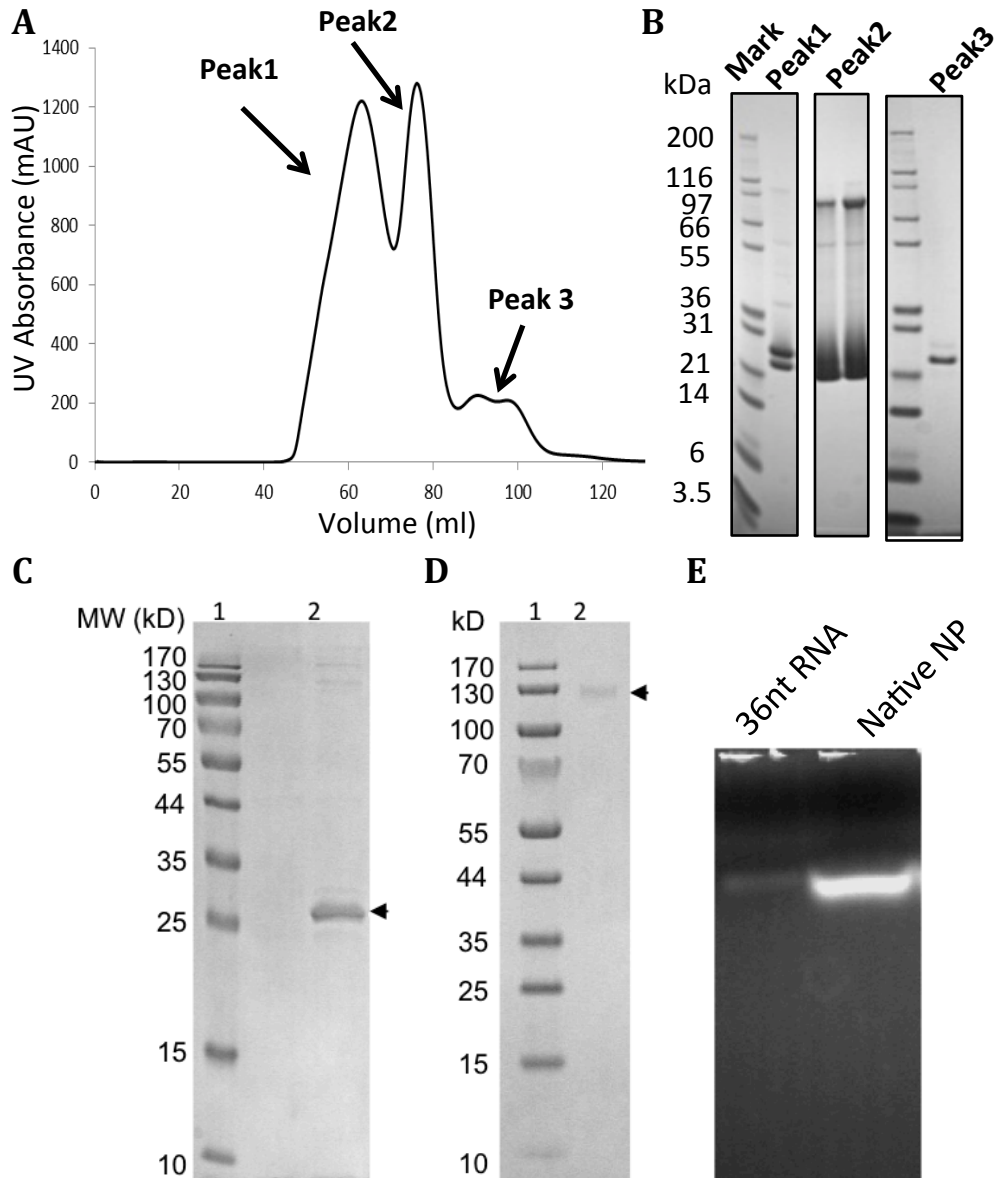 A
Peak2
Peak1
Peak 3
UV Absorbance (mAU)
1400
1200
1000
800
600
400
200
0
0 20 40 60 80 100 120
Volume (ml)
B
kDa
Mark
Peak1
Peak2
Peak3
200
116
97
66
55
36
31
21
14
6
3.5
C
MW (kD)
1 2
170
130
100
70
55
44
35
25
15
10
D
kD
1 2
170
130
100
70
55
44
35
25
15
10
E
36nt RNA
Native NP